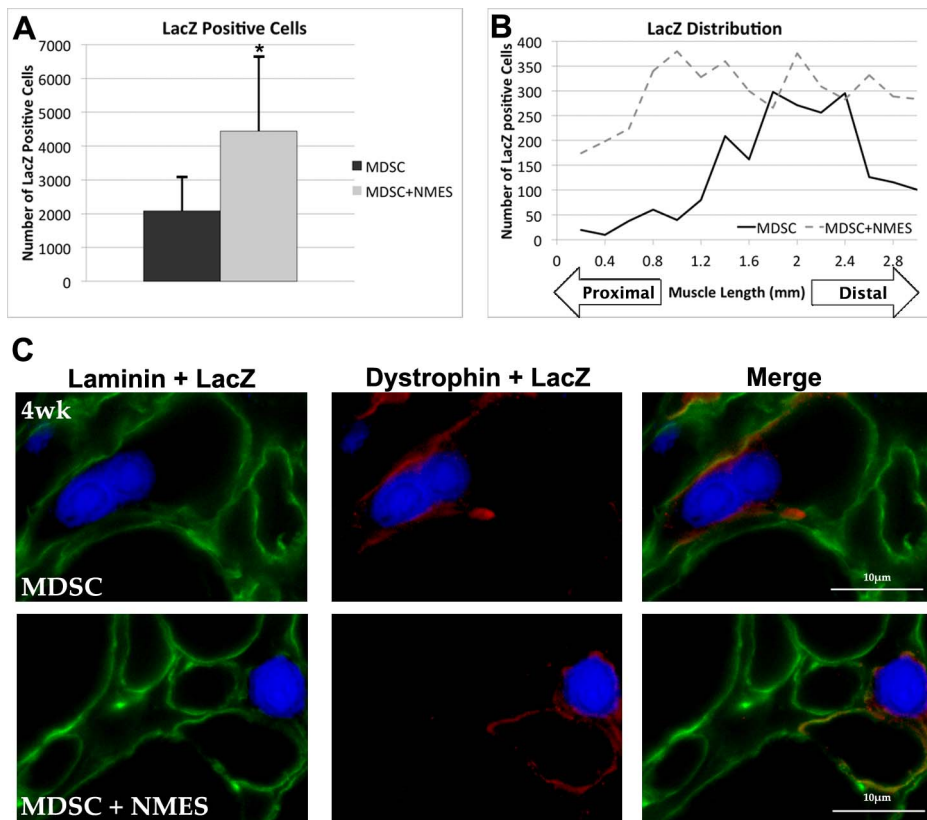 A
LacZ Positive Cells
7000
6000
5000
4000
3000
2000
1000
0
Number of LacZ Positive Cells
*
MDSC
MDSC+NMES
B
LacZ Distribution
400
350
300
250
200
150
100
50
0
Number of LacZ positive Cells
MDSC MDSC+NMES
0 0.4 0.8 1.2 1.6 2 2.4 2.8
Proximal Muscle Length (mm) Distal
C
Laminin + LacZ Dystrophin + LacZ Merge
4wk
MDSC
10µm
MDSC + NMES
10µm